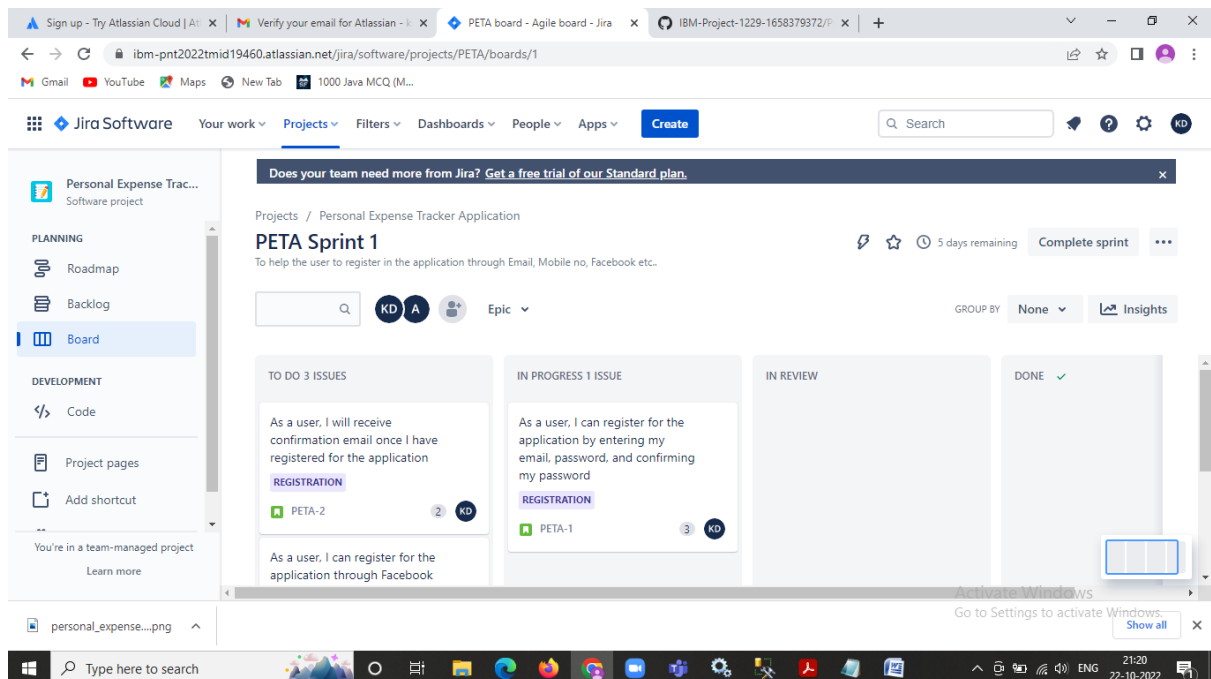 Sign up - Try Atlassian Cloud | Atl
Verify your email for Atlassian - k
PETA board - Agile board - Jira
IBM-Project-1229-1658379372/P
ibm-pnt2022tmid19460.atlassian.net/jira/software/projects/PETA/boards/1
Gmail YouTube Maps New Tab 1000 Java MCQ (M...
Jira Software Your work Projects Filters Dashboards People Apps Create Search KD
Does your team need more from Jira? Get a free trial of our Standard plan.
Personal Expense Trac...
Software project
PLANNING
Roadmap
Backlog
Board
DEVELOPMENT
Code
Project pages
Add shortcut
You're in a team-managed project
Learn more
Projects / Personal Expense Tracker Application
PETA Sprint 1
5 days remaining Complete sprint
To help the user to register in the application through Email, Mobile no, Facebook etc..
KD A Epic
GROUP BY None Insights
TO DO 3 ISSUES
As a user, I will receive
confirmation email once I have
registered for the application
REGISTRATION
PETA-2 2 KD
As a user, I can register for the
application through Facebook
IN PROGRESS 1 ISSUE
As a user, I can register for the
application by entering my
email, password, and confirming
my password
REGISTRATION
PETA-1 3 KD
IN REVIEW
DONE
Activate Windows
Go to Settings to activate Windows.
personal_expense....png
Show all
Type here to search
ENG
21:20
22-10-2022